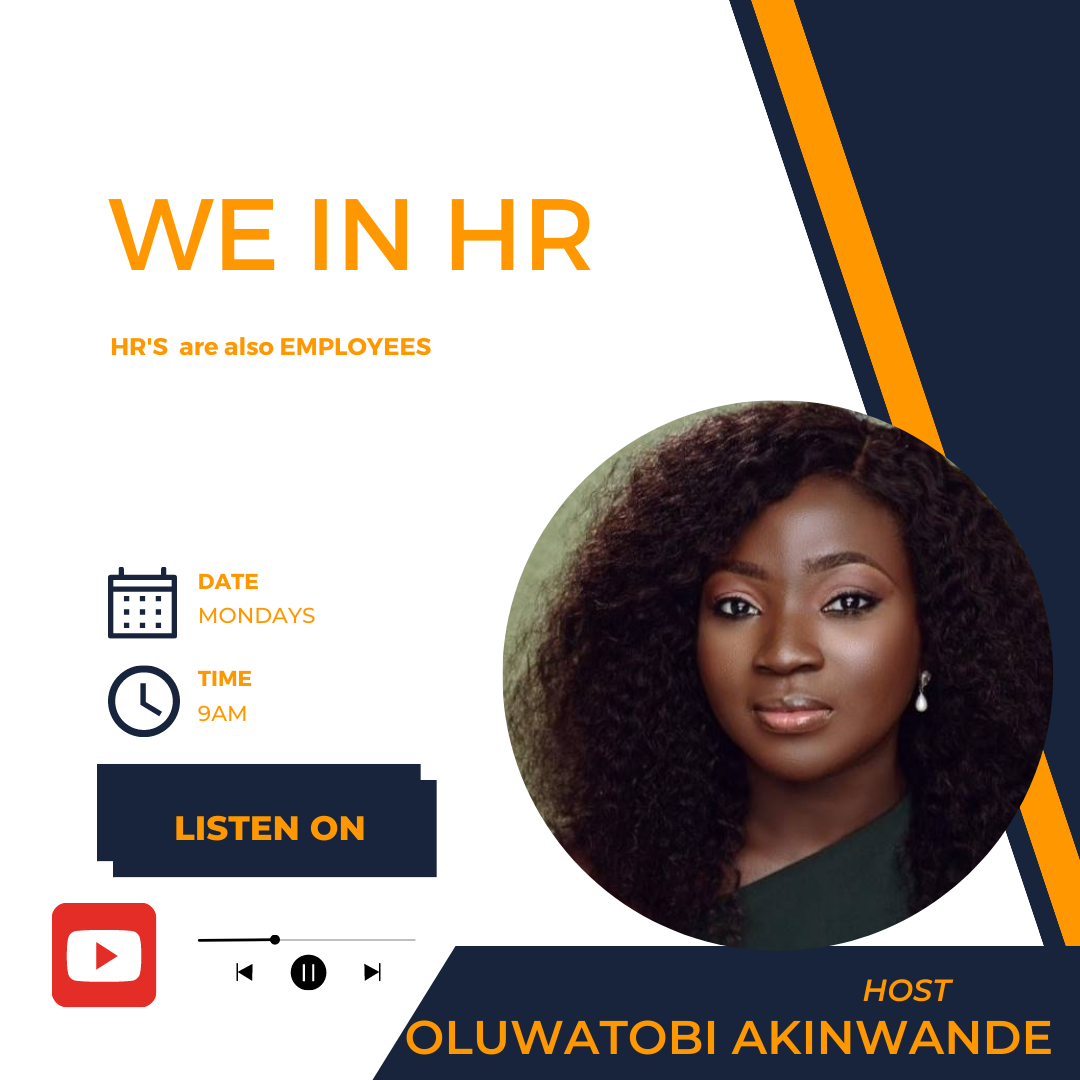 WE IN HR
HR'S are also EMPLOYEES
DATE
MONDAYS
TIME
9AM
LISTEN ON
HOST
OLUWATOBI AKINWANDE